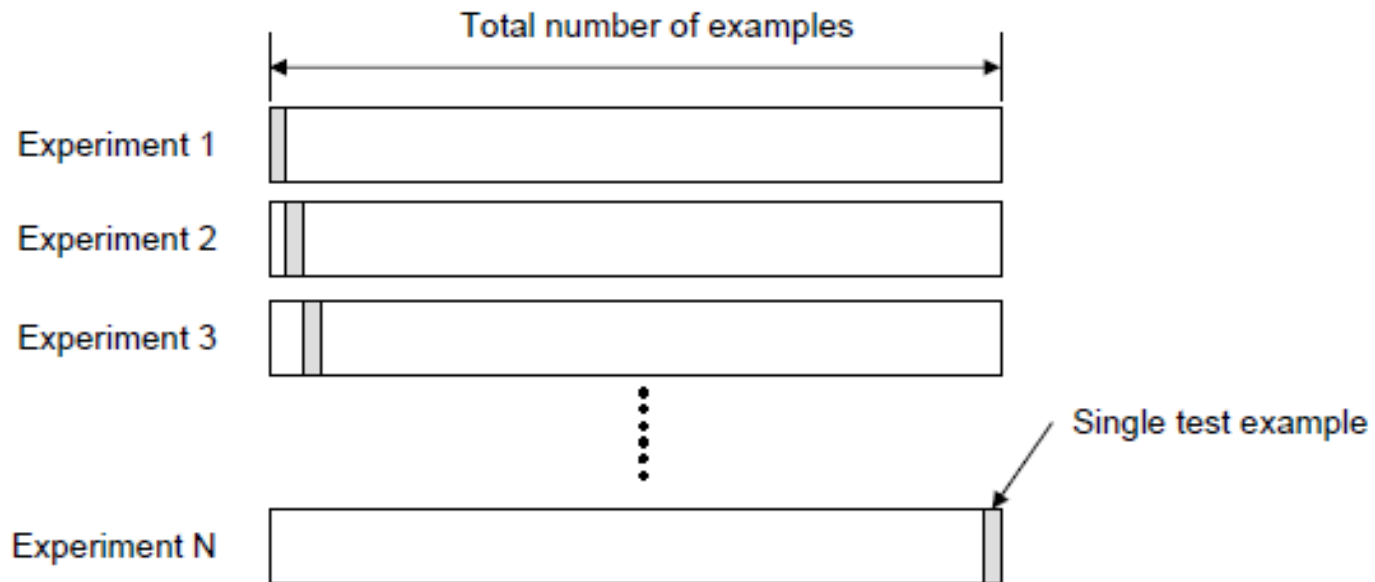 Total number of examples
Experiment 1
Experiment 2
Experiment 3
Single test example
Experiment N